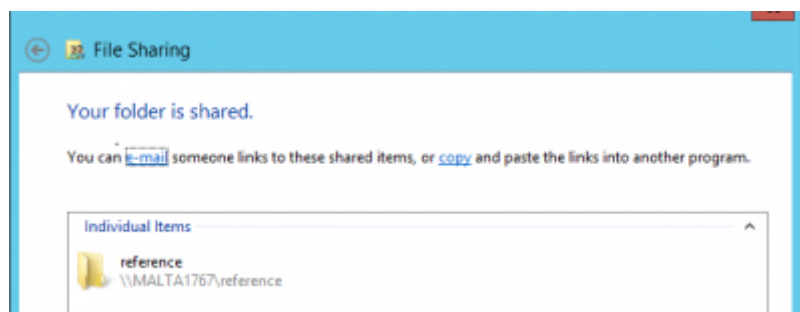 File Sharing
Your folder is shared.
You can e-mail someone links to these shared items, or copy and paste the links into another program.
Individual Items
reference
\\MALTA1767\reference